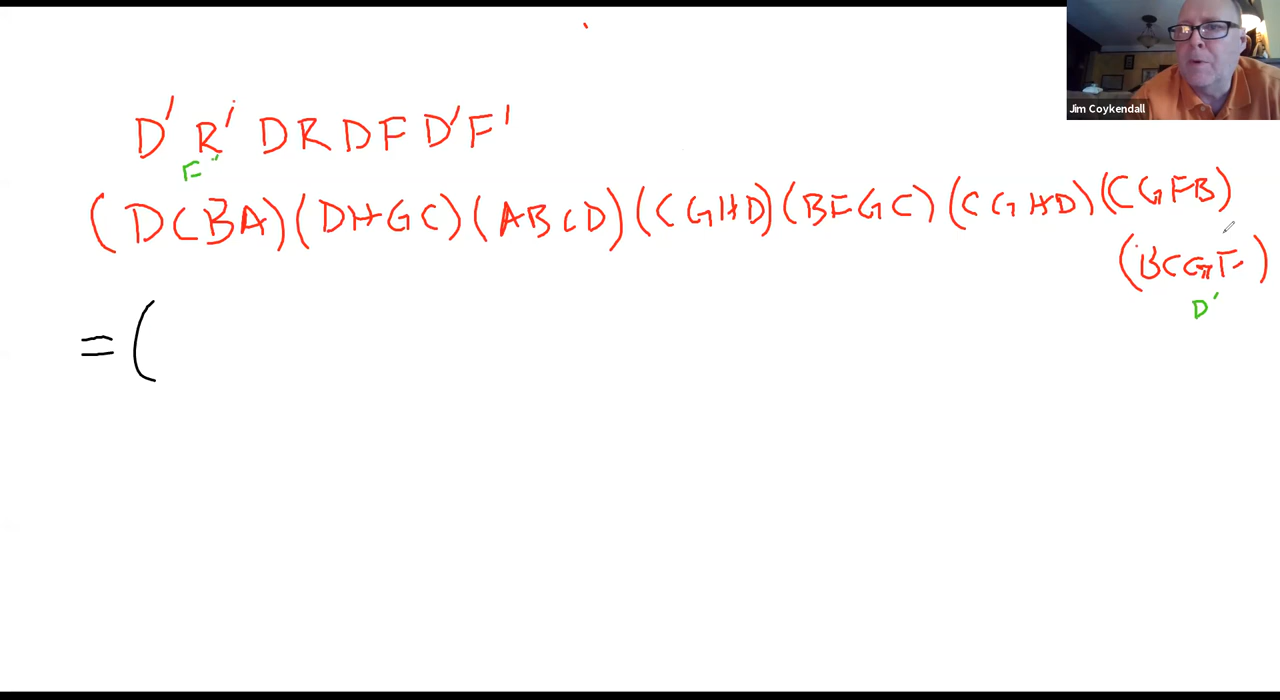 Jim Coykendall
D' R' D R D F D' F'
F'
(DCBA)(DHGC)(ABCD)(CGHD)(BFGC)(CGHD)(CGFB)
(BCGF)
D'
= (